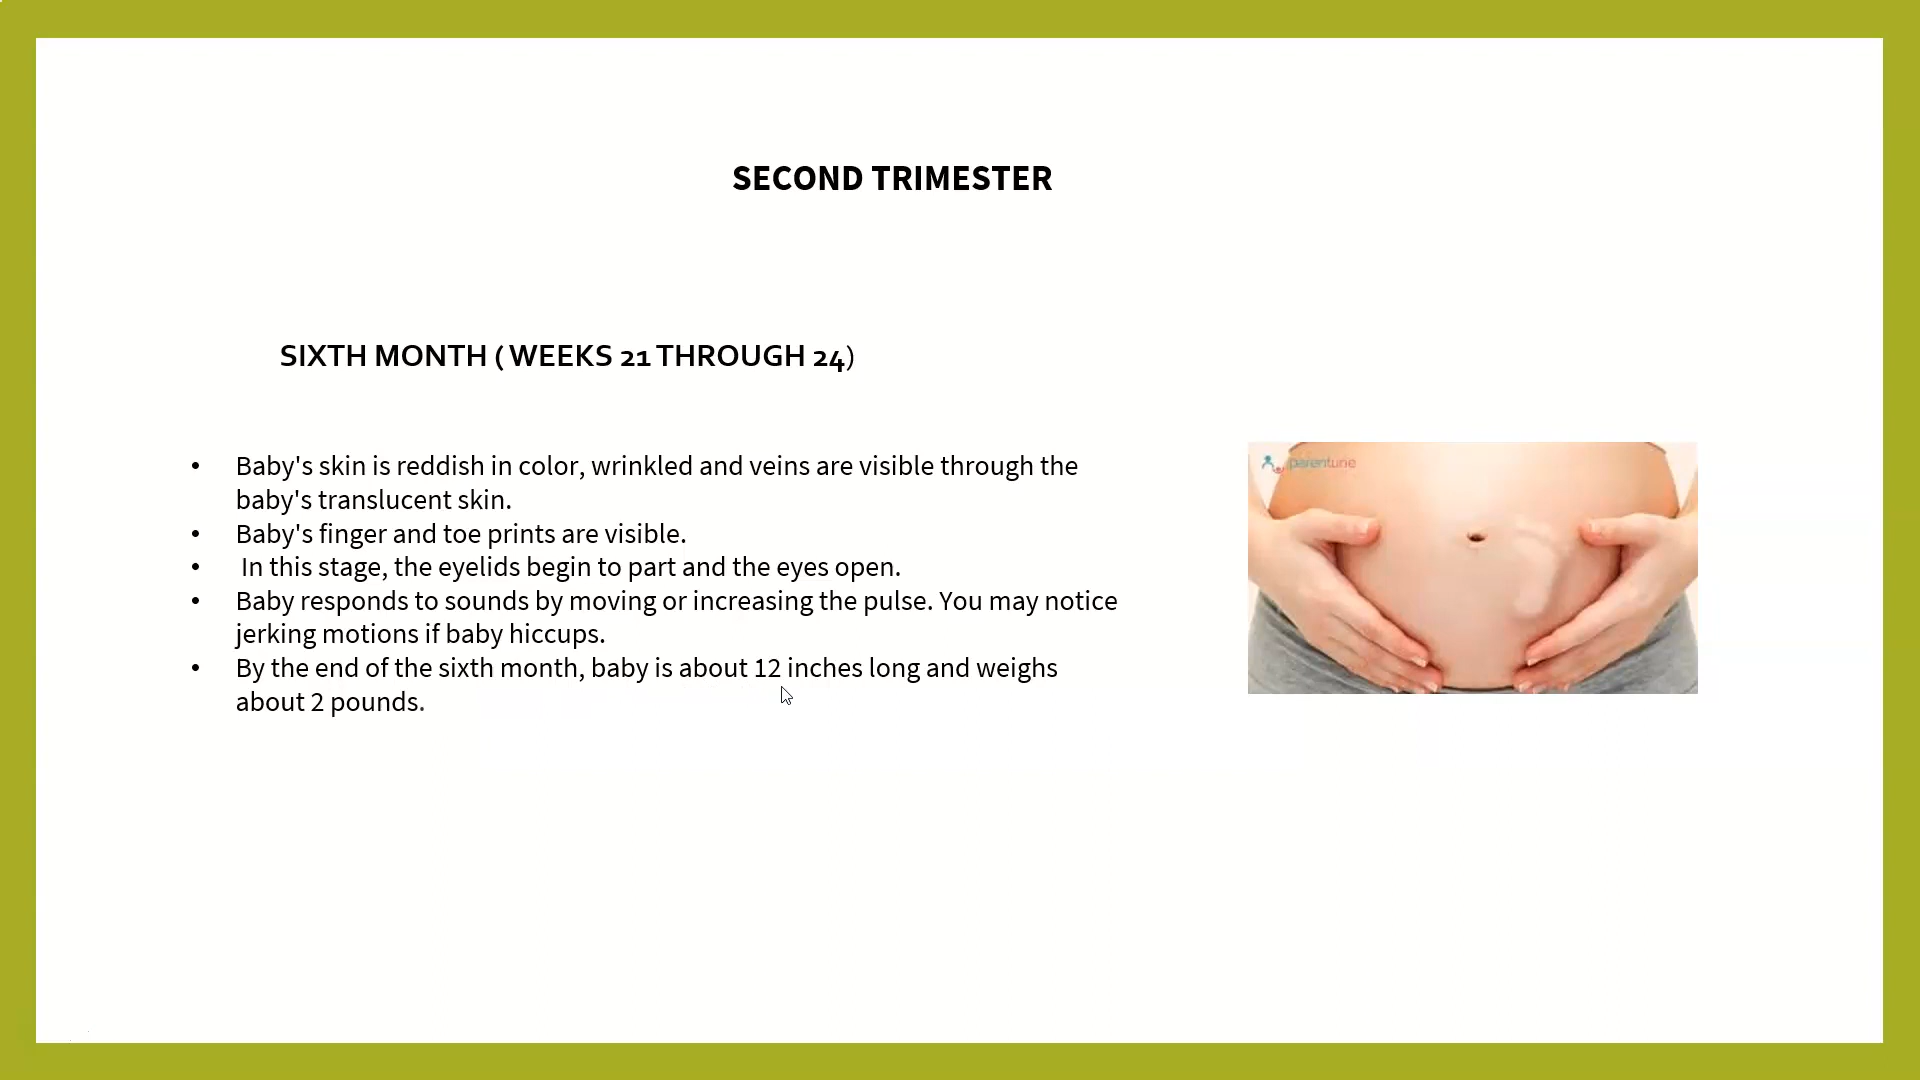 SECOND TRIMESTER
SIXTH MONTH ( WEEKS 21 THROUGH 24)
• Baby's skin is reddish in color, wrinkled and veins are visible through the
baby's translucent skin.
• Baby's finger and toe prints are visible.
• In this stage, the eyelids begin to part and the eyes open.
• Baby responds to sounds by moving or increasing the pulse. You may notice
jerking motions if baby hiccups.
• By the end of the sixth month, baby is about 12 inches long and weighs
about 2 pounds.
parentune